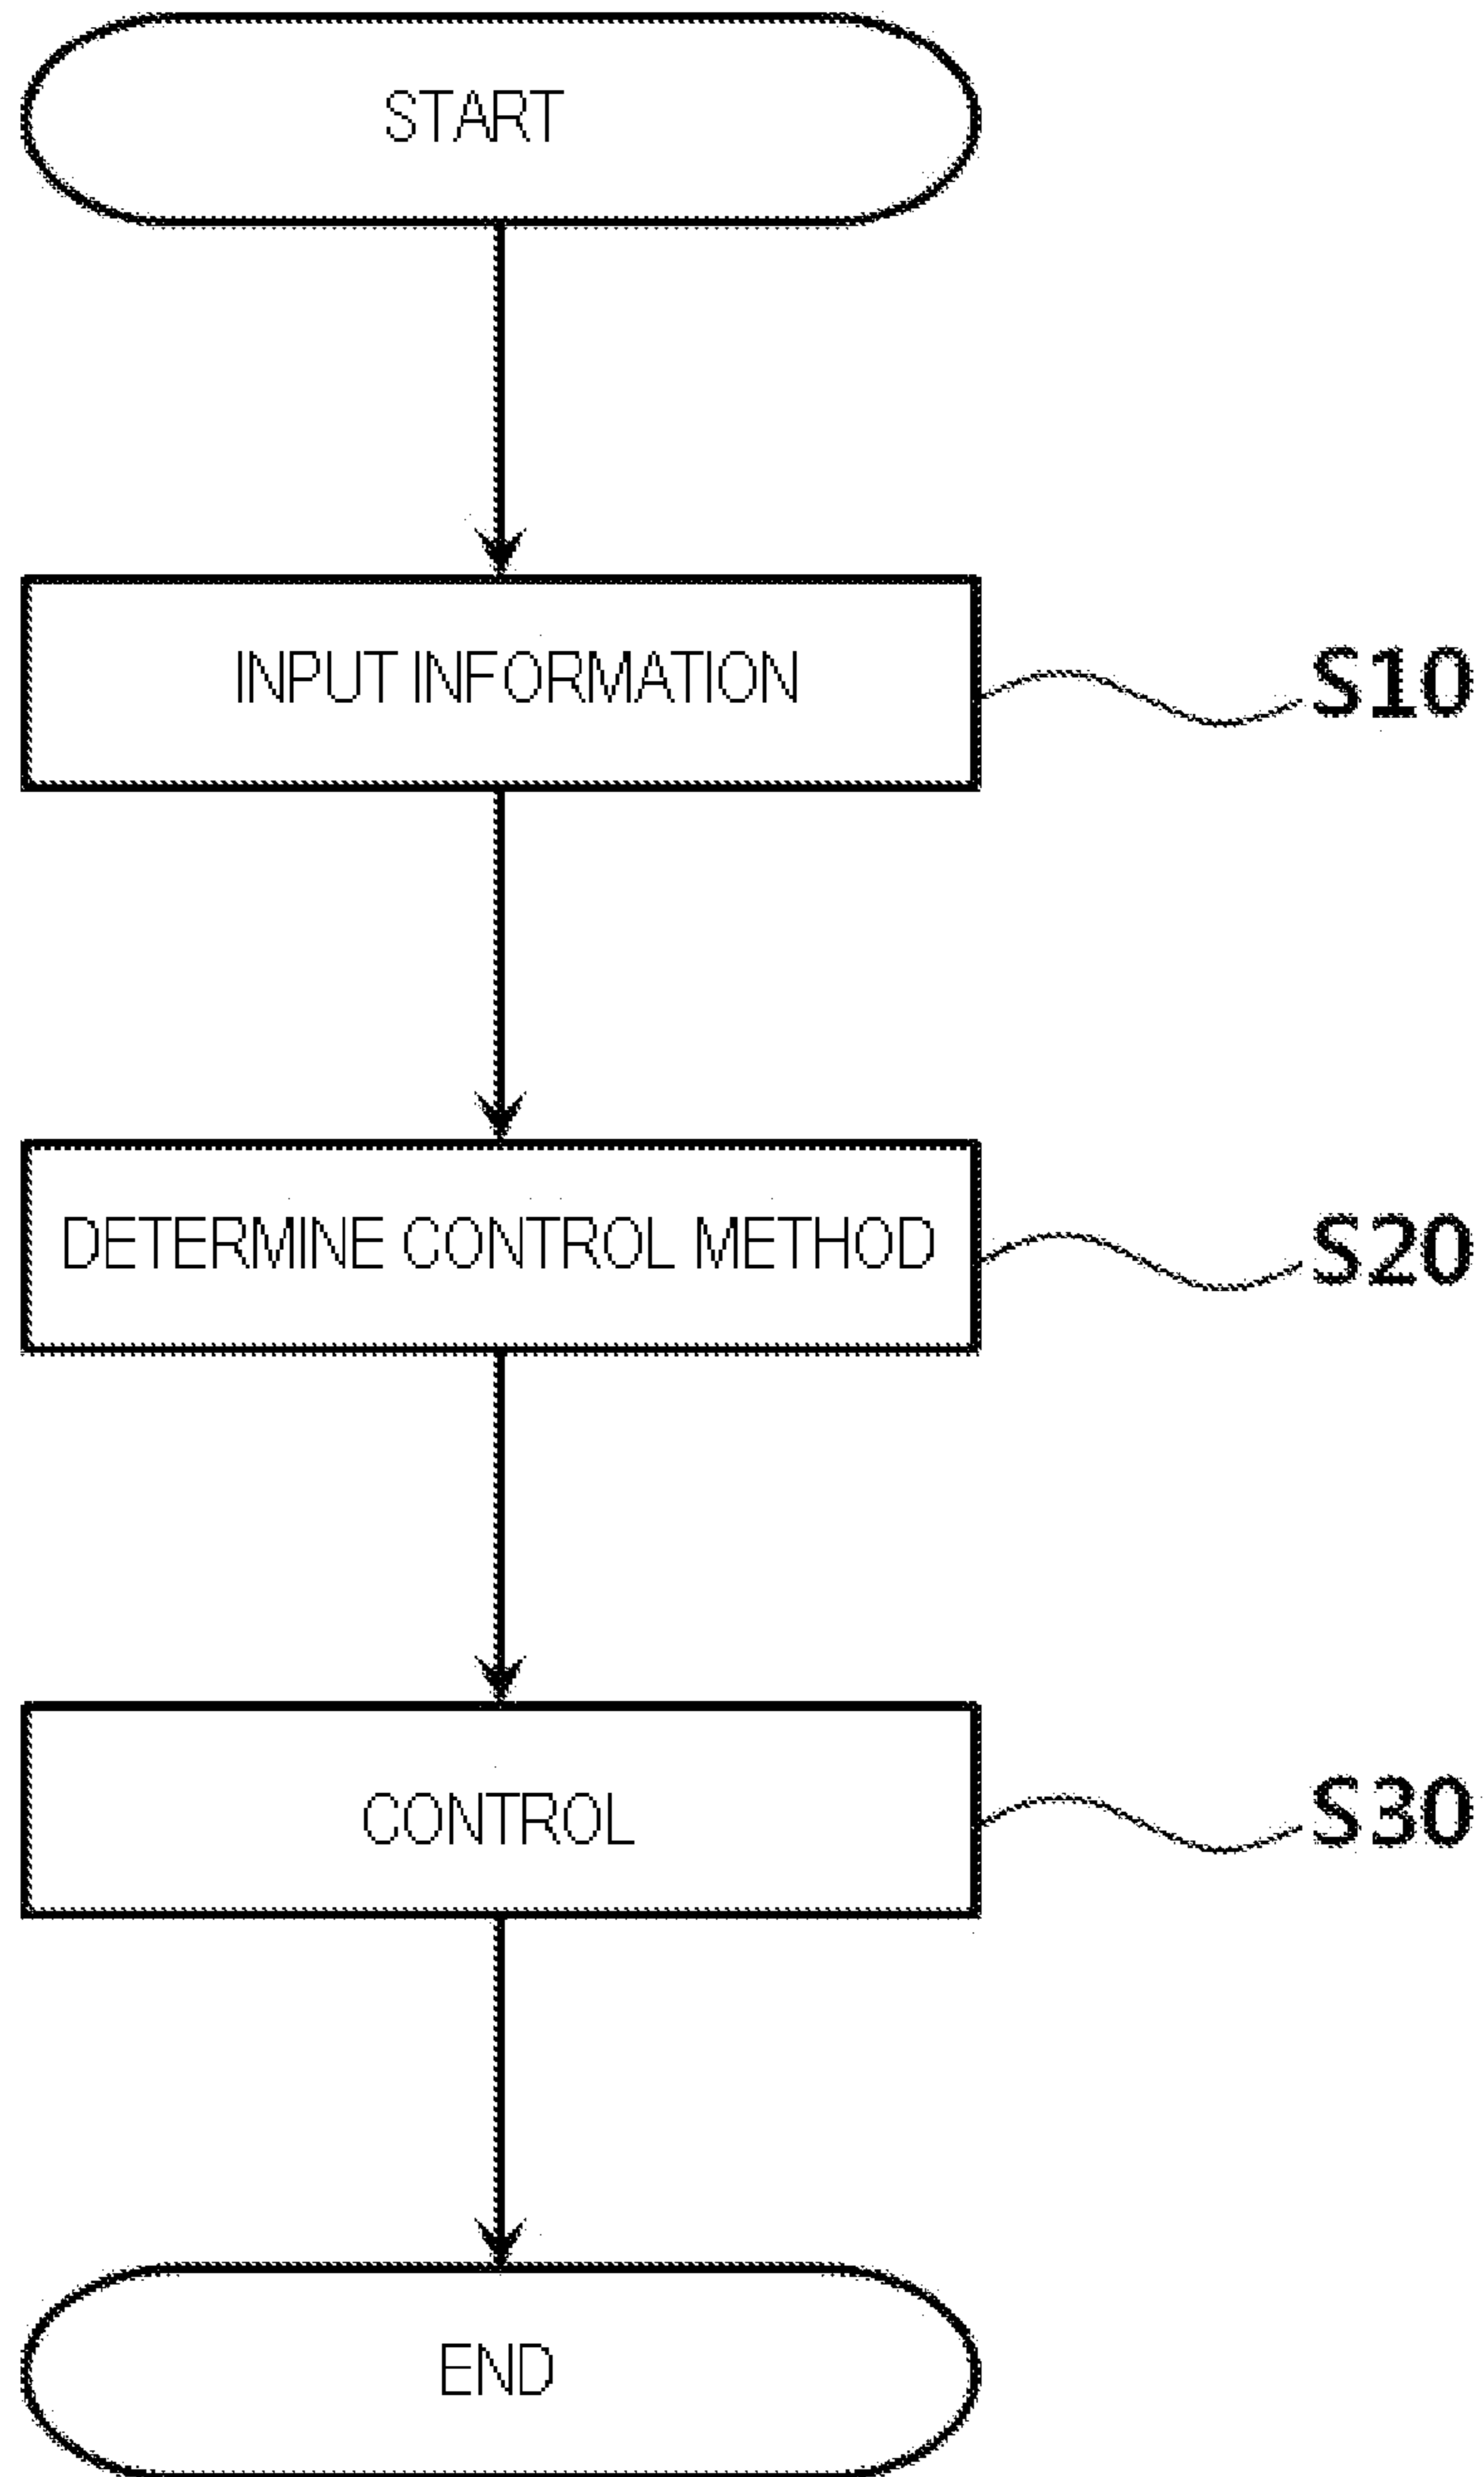 START
INPUT INFORMATION
S10
DETERMINE CONTROL METHOD
S20
CONTROL
S30
END